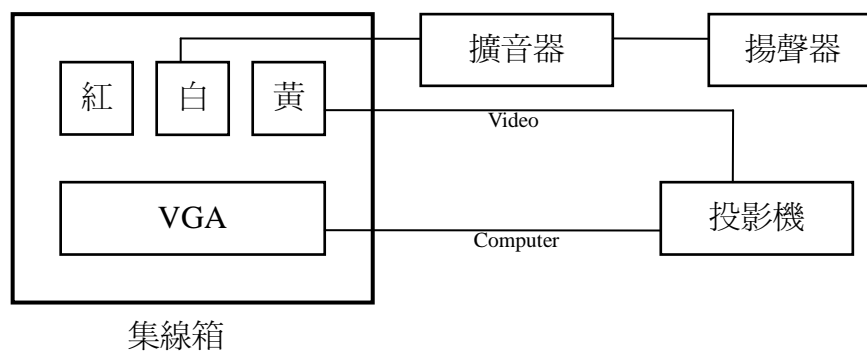 擴音器
揚聲器
紅
白
黃
Video
VGA
投影機
Computer
集線箱